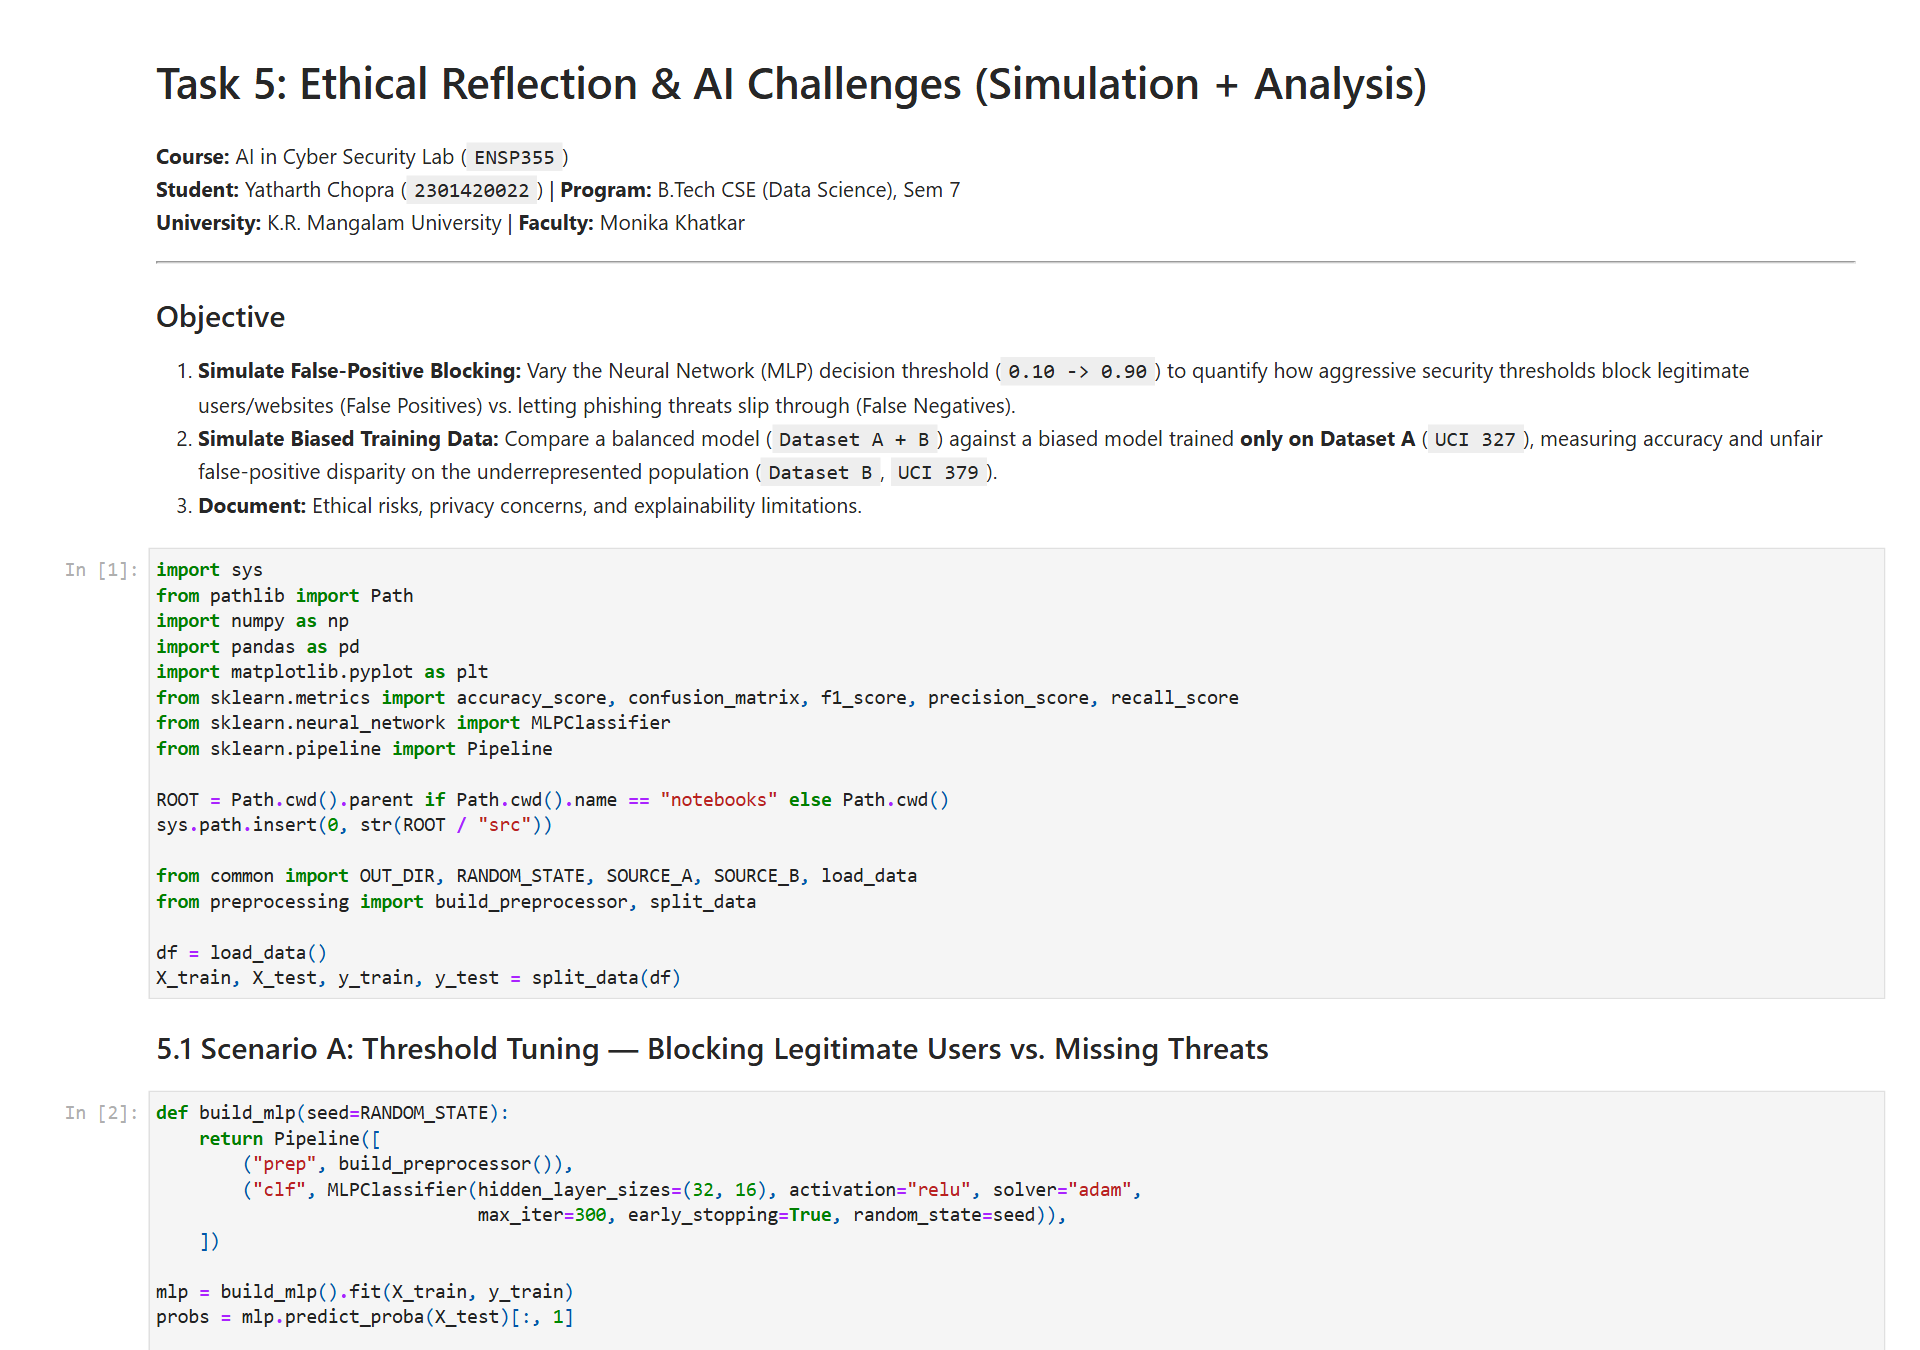 Task 5: Ethical Reflection & AI Challenges (Simulation + Analysis)
Course: AI in Cyber Security Lab ( ENSP355 )
Student: Yatharth Chopra ( 2301420022 ) | Program: B.Tech CSE (Data Science), Sem 7
University: K.R. Mangalam University | Faculty: Monika Khatkar
Objective
1. Simulate False-Positive Blocking: Vary the Neural Network (MLP) decision threshold ( 0.10 -> 0.90 ) to quantify how aggressive security thresholds block legitimate
users/websites (False Positives) vs. letting phishing threats slip through (False Negatives).
2. Simulate Biased Training Data: Compare a balanced model ( Dataset A + B ) against a biased model trained only on Dataset A ( UCI 327 ), measuring accuracy and unfair
false-positive disparity on the underrepresented population ( Dataset B , UCI 379 ).
3. Document: Ethical risks, privacy concerns, and explainability limitations.
In [1]:
import sys
from pathlib import Path
import numpy as np
import pandas as pd
import matplotlib.pyplot as plt
from sklearn.metrics import accuracy_score, confusion_matrix, f1_score, precision_score, recall_score
from sklearn.neural_network import MLPClassifier
from sklearn.pipeline import Pipeline
ROOT = Path.cwd().parent if Path.cwd().name == "notebooks" else Path.cwd()
sys.path.insert(0, str(ROOT / "src"))
from common import OUT_DIR, RANDOM_STATE, SOURCE_A, SOURCE_B, load_data
from preprocessing import build_preprocessor, split_data
df = load_data()
X_train, X_test, y_train, y_test = split_data(df)
5.1 Scenario A: Threshold Tuning — Blocking Legitimate Users vs. Missing Threats
In [2]:
def build_mlp(seed=RANDOM_STATE):
    return Pipeline([
        ("prep", build_preprocessor()),
        ("clf", MLPClassifier(hidden_layer_sizes=(32, 16), activation="relu", solver="adam",
                              max_iter=300, early_stopping=True, random_state=seed)),
    ])
mlp = build_mlp().fit(X_train, y_train)
probs = mlp.predict_proba(X_test)[:, 1]